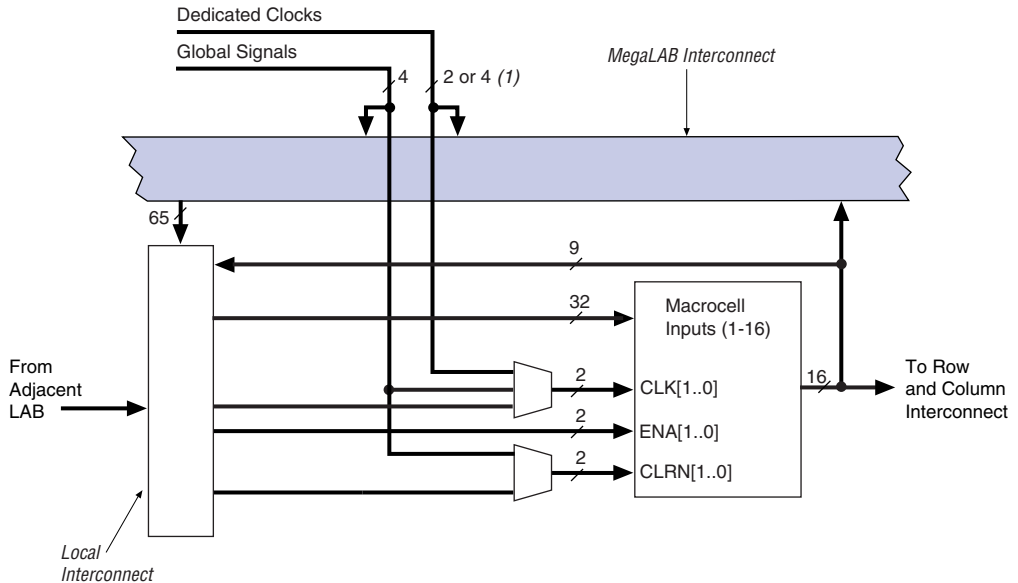 Dedicated Clocks
Global Signals
MegaLAB Interconnect
4
2 or 4 (1)
65
9
32
Macrocell
Inputs (1-16)
From
Adjacent
LAB
2
CLK[1..0]
16
To Row
and Column
Interconnect
2
ENA[1..0]
2
CLRN[1..0]
Local
Interconnect